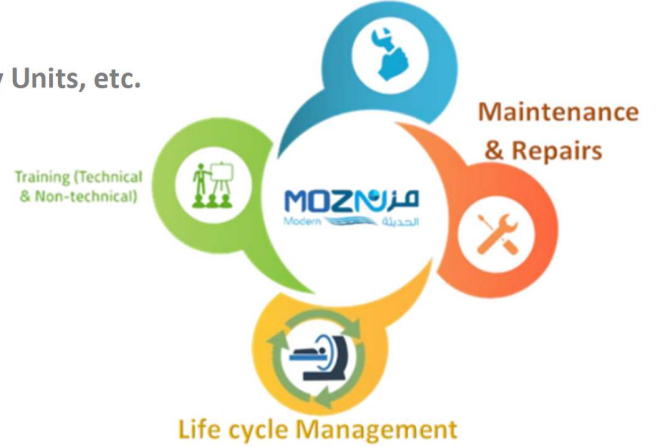 Units, etc.
Maintenance
& Repairs
Training (Technical
& Non-technical)
MOZN مزن
Modern الحديثة
Life cycle Management